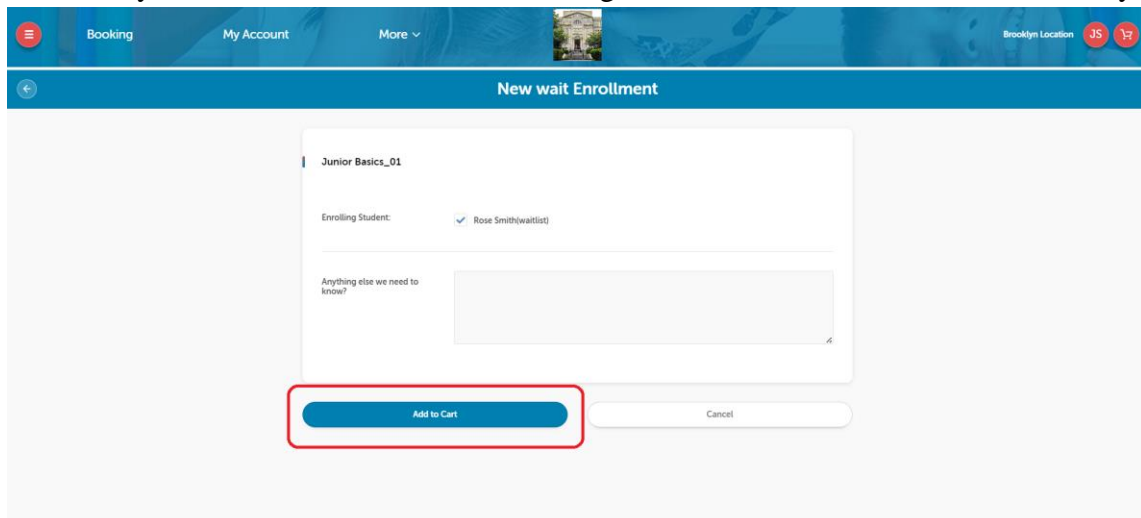 Booking
My Account
More
Brooklyn Location
JS
New wait Enrollment
Junior Basics_01
Enrolling Student:
Rose Smith(waitlist)
Anything else we need to
know?
Add to Cart
Cancel